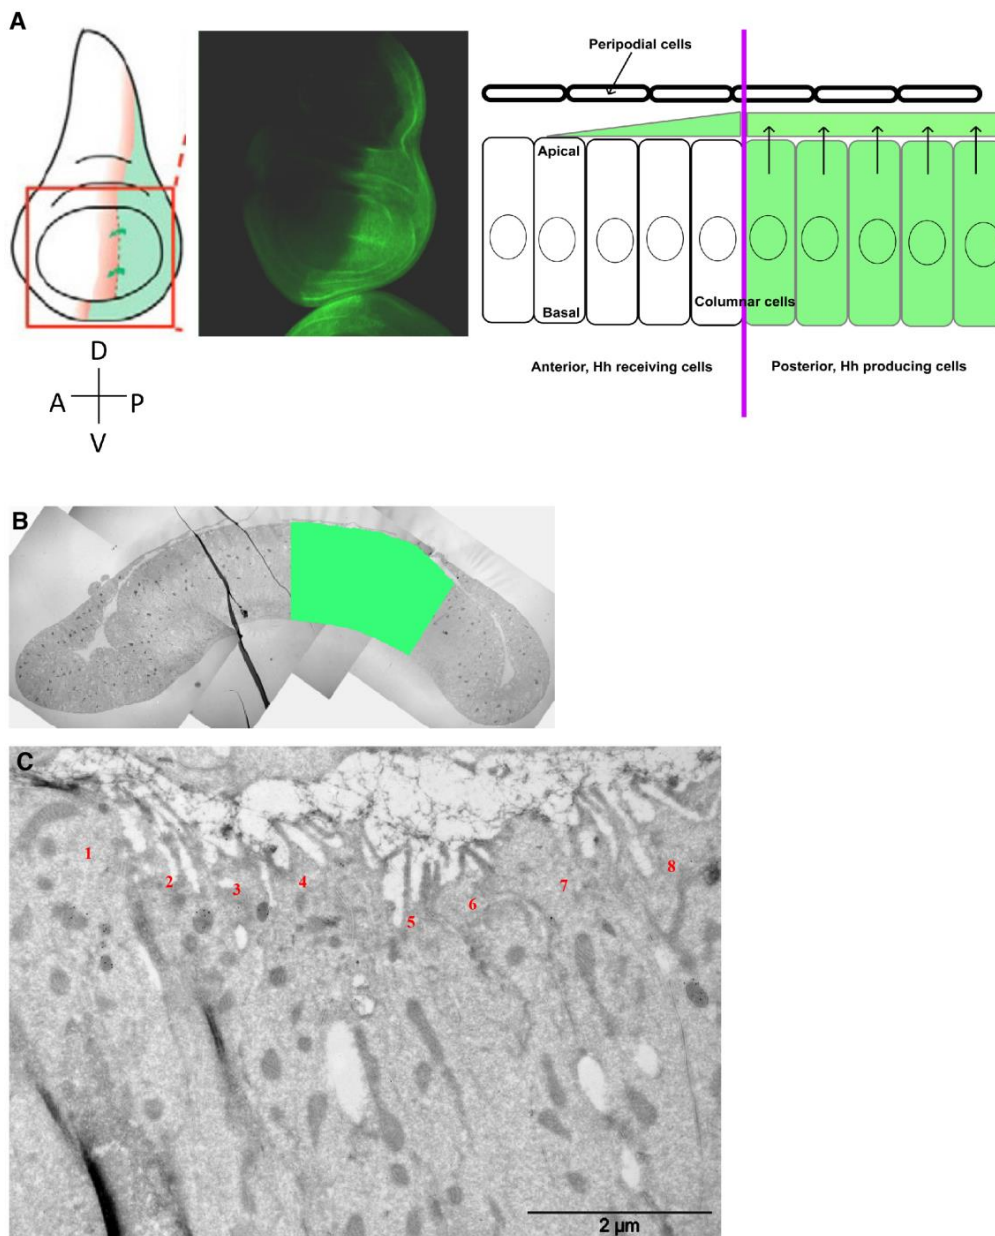 A
Peripodial cells
Apical
Basal
Columnar cells
Anterior, Hh receiving cells
Posterior, Hh producing cells
D
A
P
V
B
C
1
2
3
4
5
6
7
8
2 µm